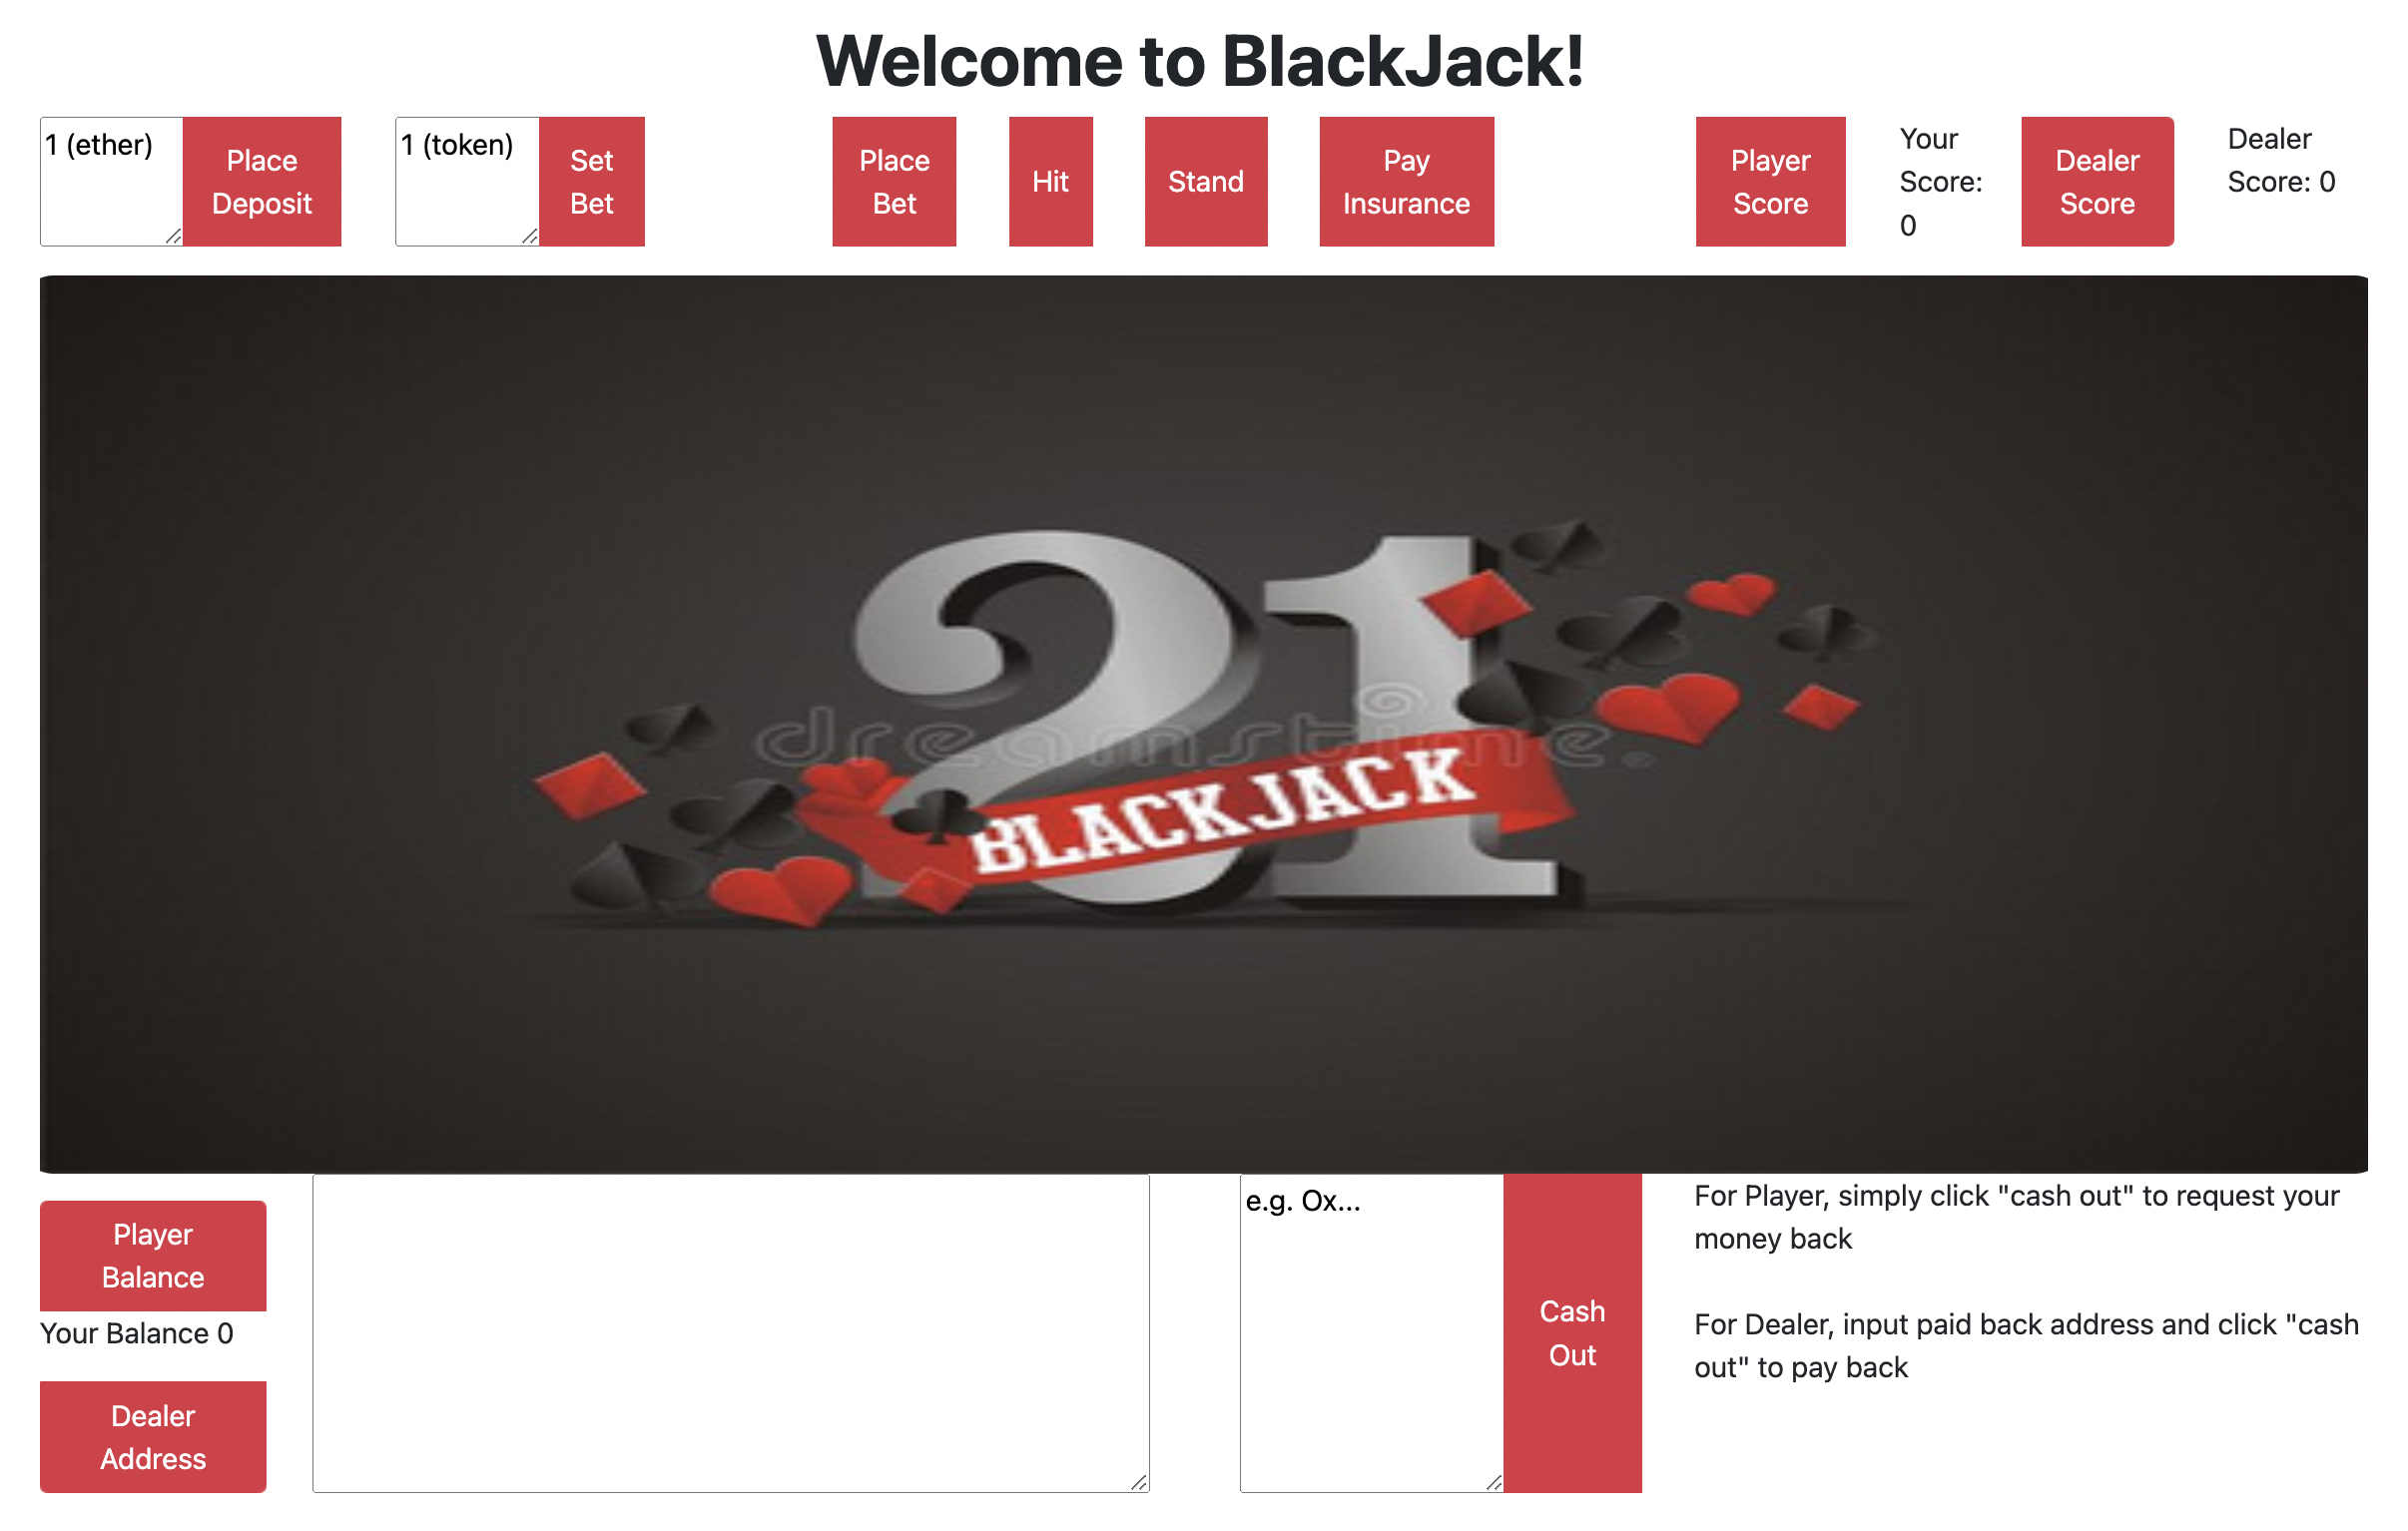 Welcome to BlackJack!
1 (ether)
Place
Deposit
1 (token)
Set
Bet
Place
Bet
Hit
Stand
Pay
Insurance
Player
Score
Your
Score:
0
Dealer
Score
Dealer
Score: 0
21
dreamstime.
BLACKJACK
Player
Balance
Your Balance 0
Dealer
Address
e.g. Ox...
Cash
Out
For Player, simply click "cash out" to request your
money back
For Dealer, input paid back address and click "cash
out" to pay back